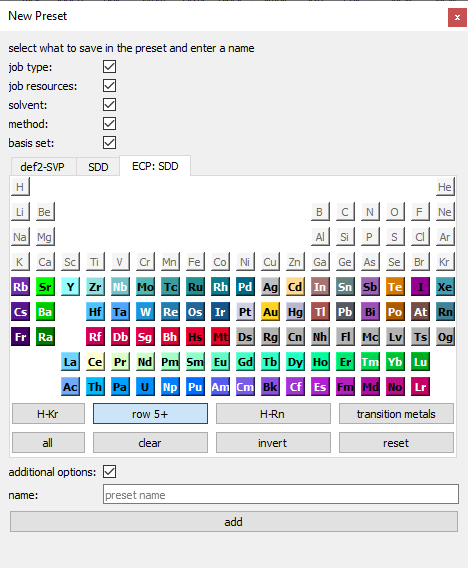 New Preset
x
select what to save in the preset and enter a name
job type:
job resources:
solvent:
method:
basis set:
def2-SVP SDD ECP: SDD
H He
Li Be B C N O F Ne
Na Mg Al Si P S Cl Ar
K Ca Sc Ti V Cr Mn Fe Co Ni Cu Zn Ga Ge As Se Br Kr
Rb Sr Y Zr Nb Mo Tc Ru Rh Pd Ag Cd In Sn Sb Te I Xe
Cs Ba Hf Ta W Re Os Ir Pt Au Hg Tl Pb Bi Po At Rn
Fr Ra Rf Db Sg Bh Hs Mt Ds Rg Cn Nh Fl Mc Lv Ts Og
La Ce Pr Nd Pm Sm Eu Gd Tb Dy Ho Er Tm Yb Lu
Ac Th Pa U Np Pu Am Cm Bk Cf Es Fm Md No Lr
H-Kr row 5+ H-Rn transition metals
all clear invert reset
additional options:
name: preset name
add